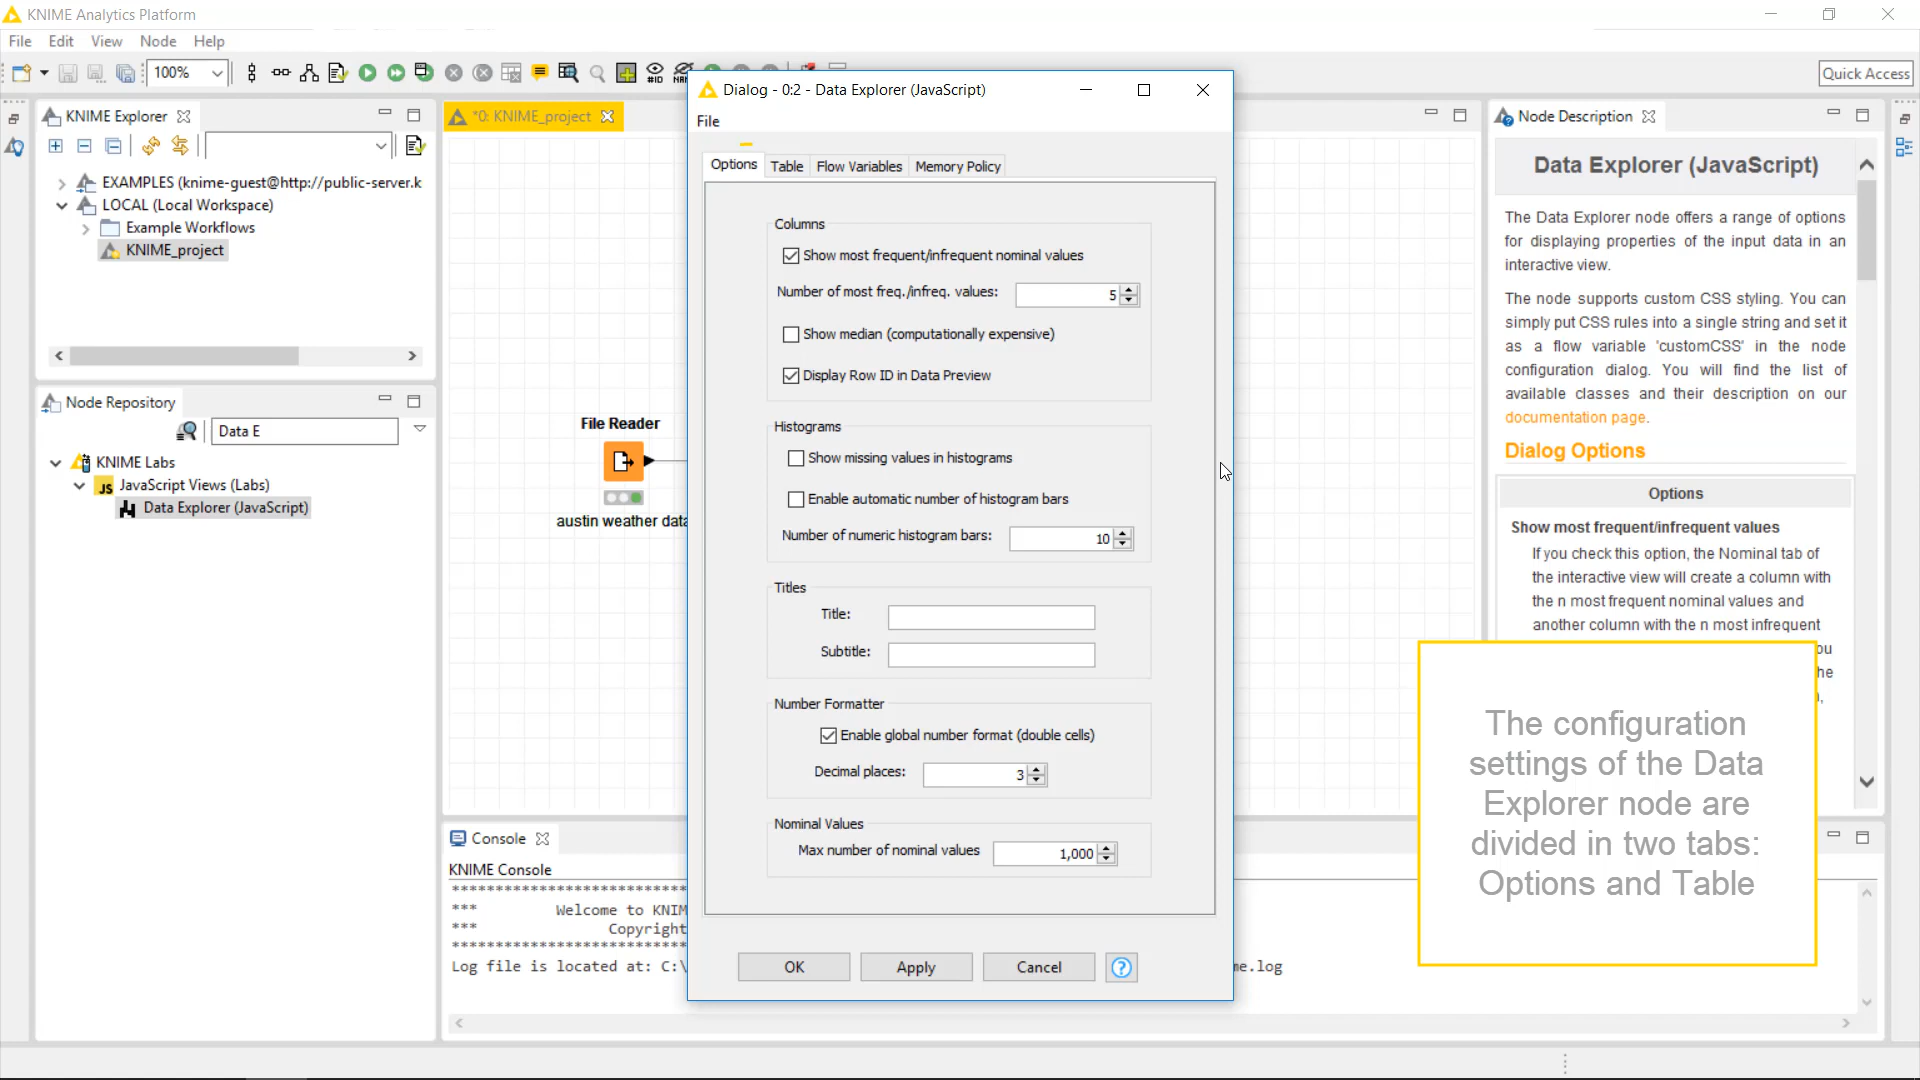 KNIME Analytics Platform
File Edit View Node Help
100%
#ID
Quick Access
KNIME Explorer
EXAMPLES (knime-guest@http://public-server.k
LOCAL (Local Workspace)
Example Workflows
KNIME_project
Node Repository
Data E
KNIME Labs
JS JavaScript Views (Labs)
Data Explorer (JavaScript)
*0: KNIME_project
File Reader
austin weather data
Console
KNIME Console
*** Welcome to KNIM
*** Copyright
Log file is located at: C:\
me.log
Dialog - 0:2 - Data Explorer (JavaScript)
File
Options Table Flow Variables Memory Policy
Columns
Show most frequent/infrequent nominal values
Number of most freq./infreq. values: 5
Show median (computationally expensive)
Display Row ID in Data Preview
Histograms
Show missing values in histograms
Enable automatic number of histogram bars
Number of numeric histogram bars: 10
Titles
Title:
Subtitle:
Number Formatter
Enable global number format (double cells)
Decimal places: 3
Nominal Values
Max number of nominal values 1,000
OK Apply Cancel ?
Node Description
Data Explorer (JavaScript)
The Data Explorer node offers a range of options
for displaying properties of the input data in an
interactive view.
The node supports custom CSS styling. You can
simply put CSS rules into a single string and set it
as a flow variable 'customCSS' in the node
configuration dialog. You will find the list of
available classes and their description on our
documentation page.
Dialog Options
Options
Show most frequent/infrequent values
If you check this option, the Nominal tab of
the interactive view will create a column with
the n most frequent nominal values and
another column with the n most infrequent
ou
he
The configuration
settings of the Data
Explorer node are
divided in two tabs:
Options and Table